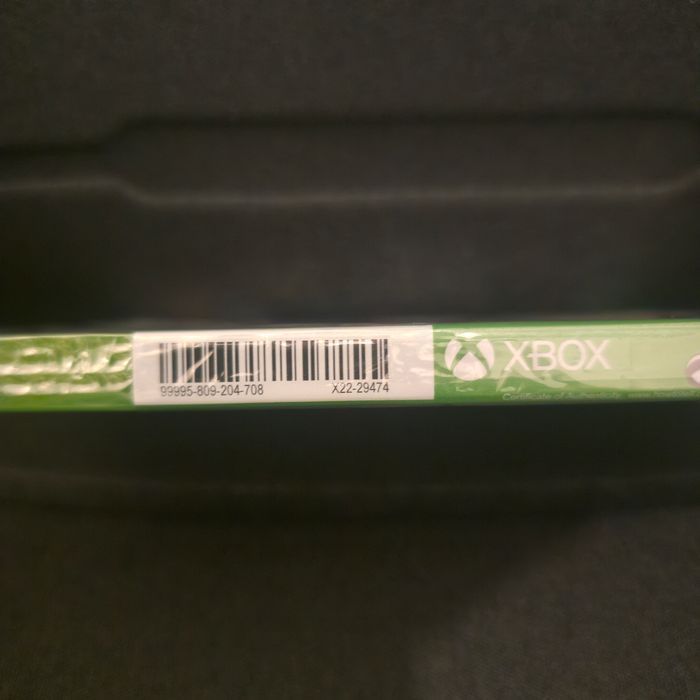 99995-809-204-708 X22-29474
XBOX
Certificate of Authenticity